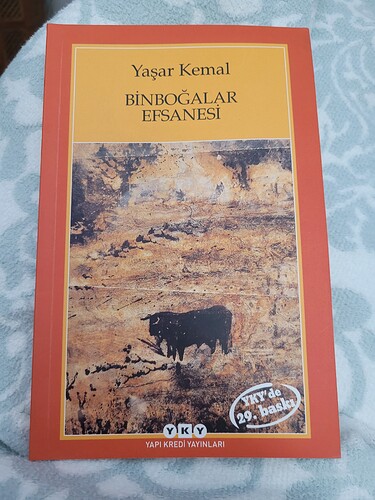 Yaşar Kemal
BİNBOĞALAR
EFSANESİ
YKY'de
29. baskı
YKY
YAPI KREDİ YAYINLARI